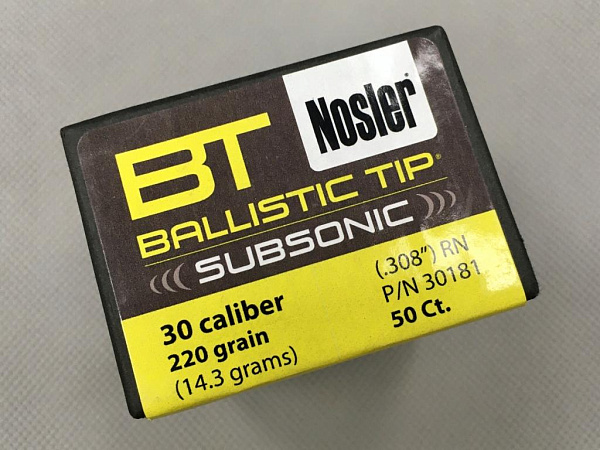 Nosler®
BT
BALLISTIC TIP®
SUBSONIC
30 caliber
220 grain
(14.3 grams)
(.308") RN
P/N 30181
50 Ct.